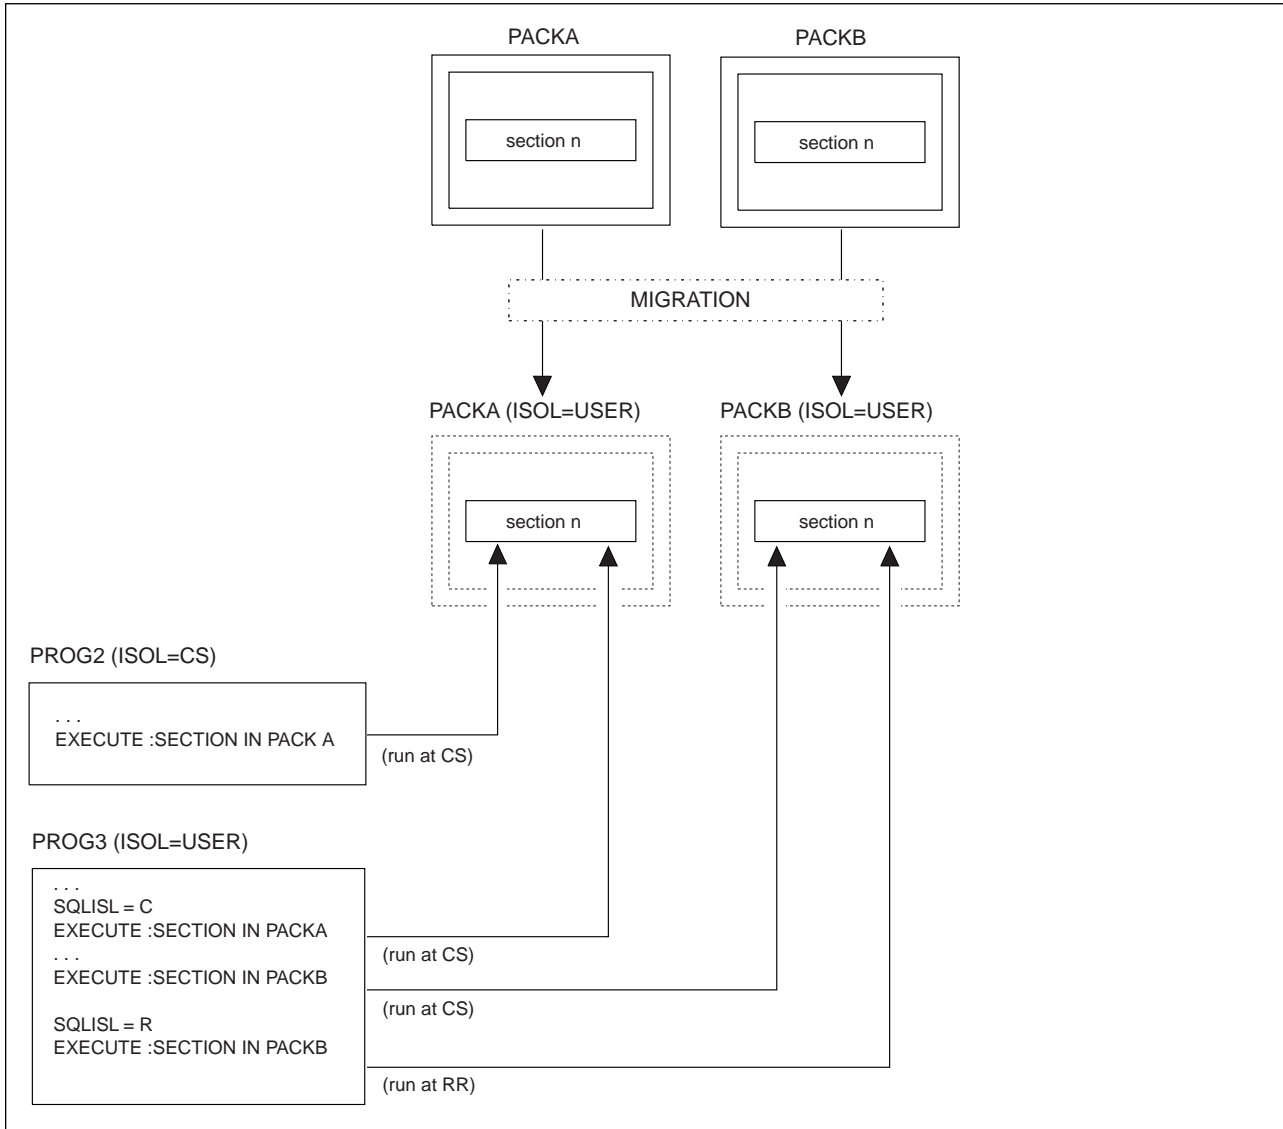 PACKA
PACKB
section n
section n
MIGRATION
PACKA (ISOL=USER)
PACKB (ISOL=USER)
section n
section n
PROG2 (ISOL=CS)
. . .
EXECUTE :SECTION IN PACK A
(run at CS)
PROG3 (ISOL=USER)
. . .
SQLISL = C
EXECUTE :SECTION IN PACKA
(run at CS)
. . .
EXECUTE :SECTION IN PACKB
(run at CS)
SQLISL = R
EXECUTE :SECTION IN PACKB
(run at RR)